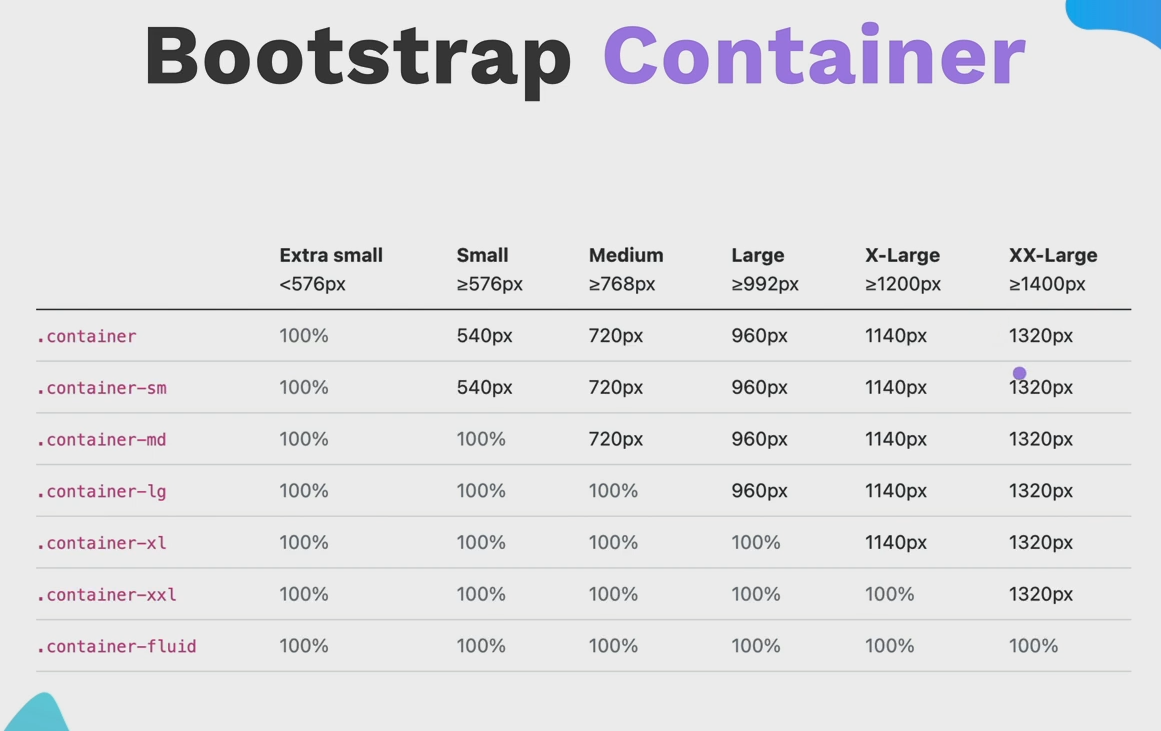 Bootstrap Container
Extra small Small Medium Large X-Large XX-Large
<576px ≥576px ≥768px ≥992px ≥1200px ≥1400px
.container 100% 540px 720px 960px 1140px 1320px
.container-sm 100% 540px 720px 960px 1140px 1320px
.container-md 100% 100% 720px 960px 1140px 1320px
.container-lg 100% 100% 100% 960px 1140px 1320px
.container-xl 100% 100% 100% 100% 1140px 1320px
.container-xxl 100% 100% 100% 100% 100% 1320px
.container-fluid 100% 100% 100% 100% 100% 100%